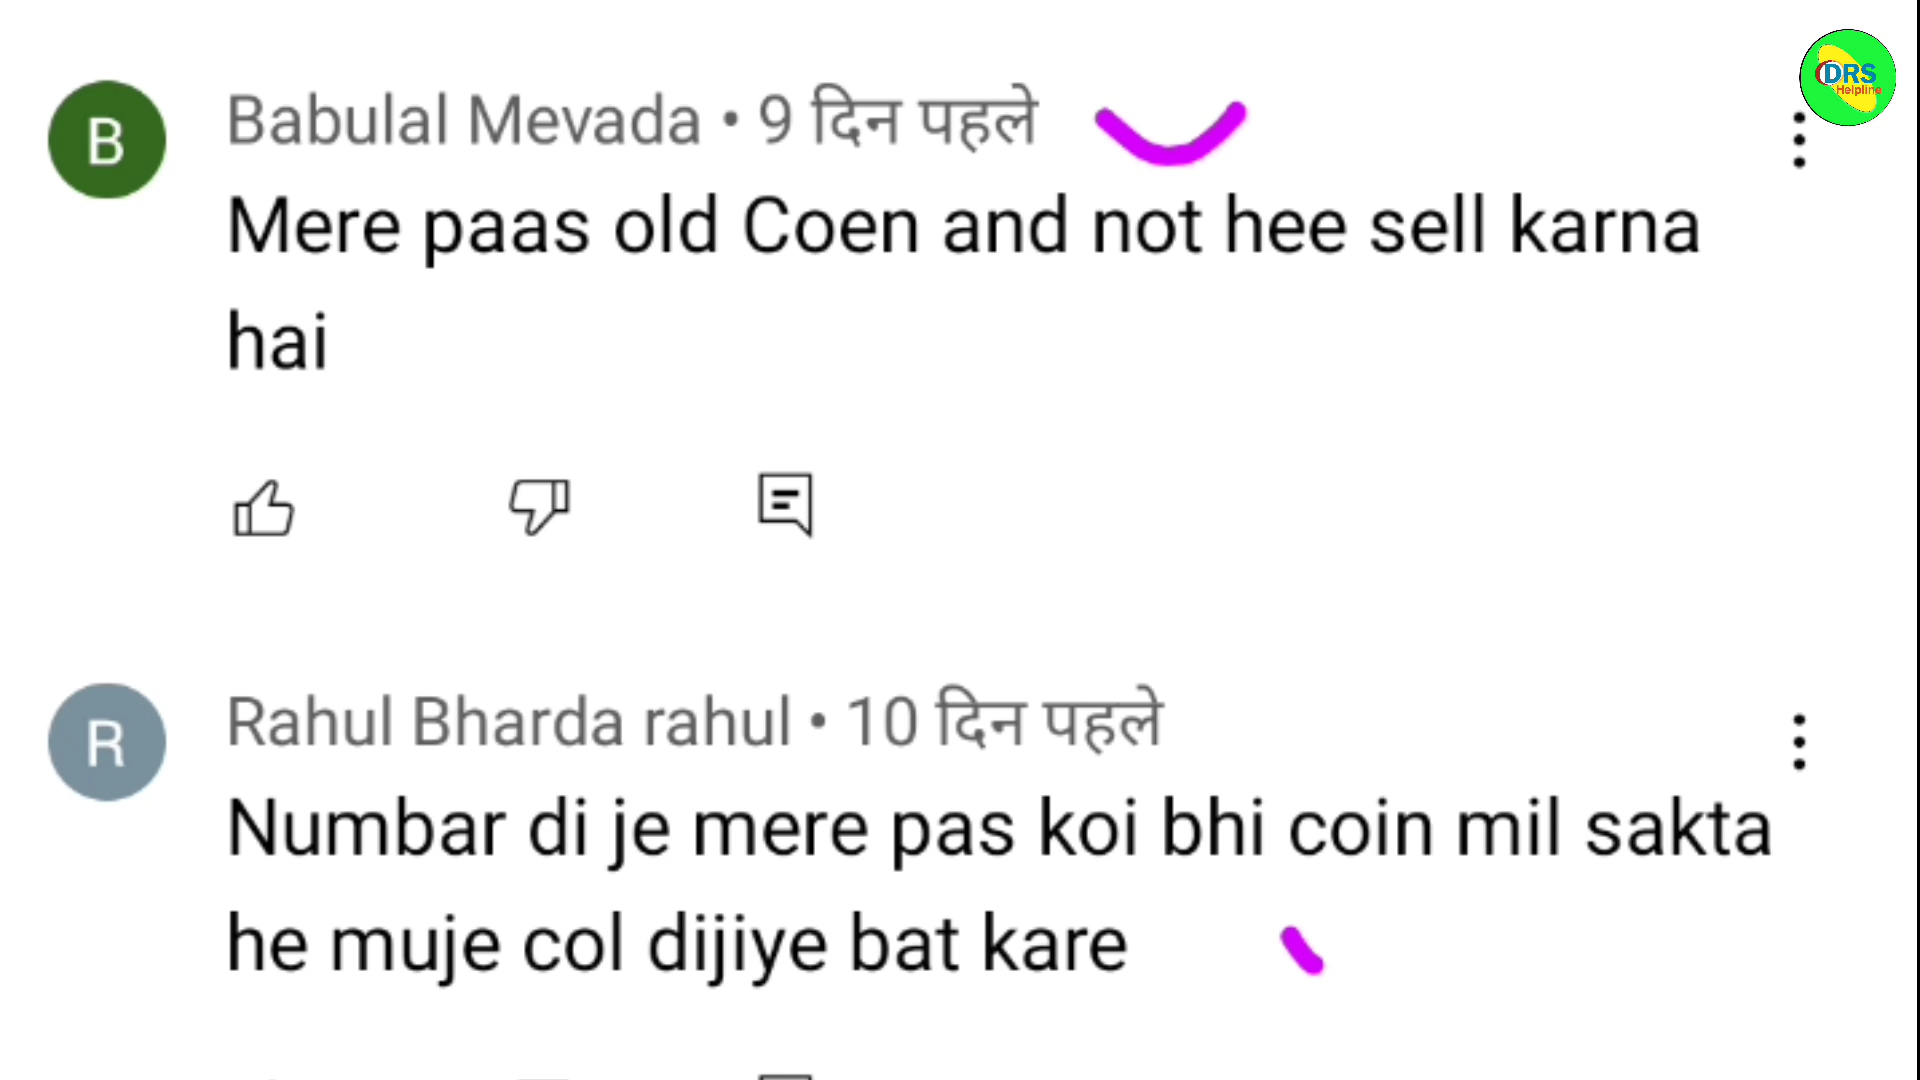 DRS
Helpline
B
Babulal Mevada • 9 दिन पहले
Mere paas old Coen and not hee sell karna
hai
R
Rahul Bharda rahul • 10 दिन पहले
Numbar di je mere pas koi bhi coin mil sakta
he muje col dijiye bat kare